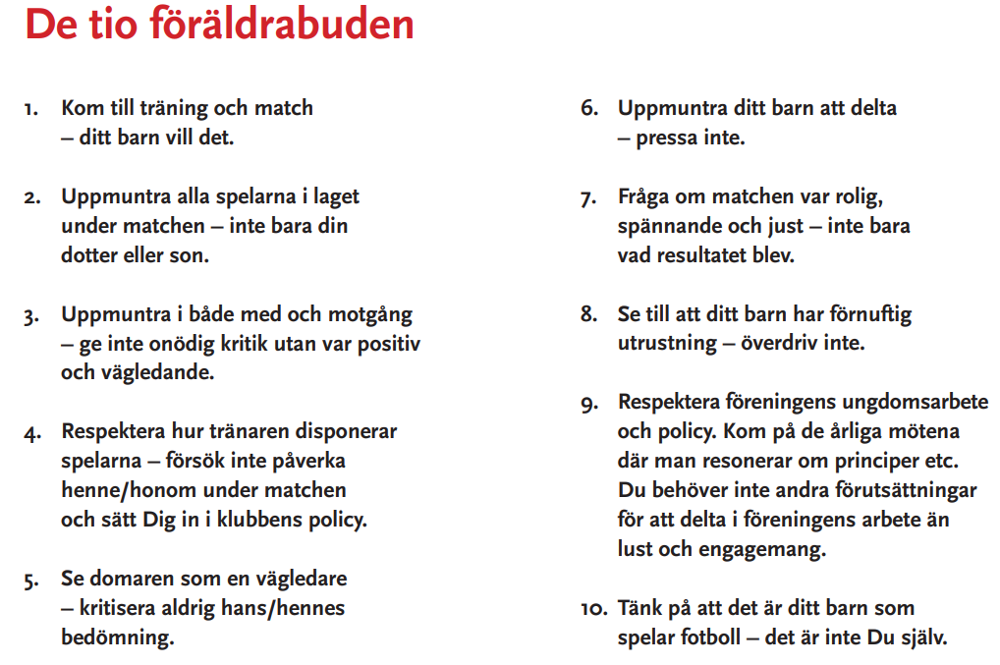 De tio föräldrabuden
1. Kom till träning och match
– ditt barn vill det.
2. Uppmuntra alla spelarna i laget
under matchen – inte bara din
dotter eller son.
3. Uppmuntra i både med och motgång
– ge inte onödig kritik utan var positiv
och vägledande.
4. Respektera hur tränaren disponerar
spelarna – försök inte påverka
henne/honom under matchen
och sätt Dig in i klubbens policy.
5. Se domaren som en vägledare
– kritisera aldrig hans/hennes
bedömning.
6. Uppmuntra ditt barn att delta
– pressa inte.
7. Fråga om matchen var rolig,
spännande och just – inte bara
vad resultatet blev.
8. Se till att ditt barn har förnuftig
utrustning – överdriv inte.
9. Respektera föreningens ungdomsarbete
och policy. Kom på de årliga mötena
där man resonerar om principer etc.
Du behöver inte andra förutsättningar
för att delta i föreningens arbete än
lust och engagemang.
10. Tänk på att det är ditt barn som
spelar fotboll – det är inte Du själv.